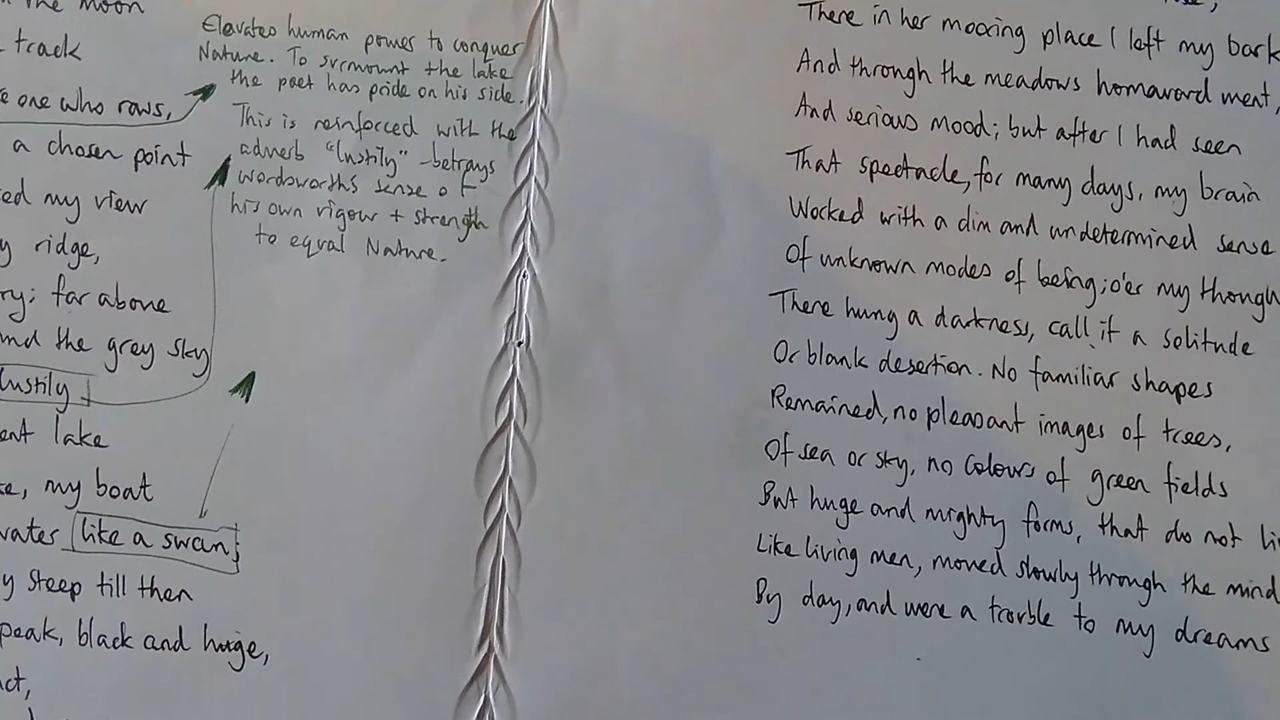 the moon
track
one who rows,
a chosen point
my view
ridge,
far above
the grey sky
lustily
lake
my boat
like a swan;
steep till then
peak, black and huge,
Elevates human power to conquer
Nature. To surmount the lake
the poet has pride on his side.
This is reinforced with the
adverb "lustily" - betrays
Wordsworth's sense of
his own vigour + strength
to equal Nature.
There in her mooring place I left my bark
And through the meadows homeward went,
And serious mood; but after I had seen
That spectacle, for many days, my brain
Worked with a dim and undetermined sense
Of unknown modes of being; o'er my though
There hung a darkness, call it a solitude
Or blank desertion. No familiar shapes
Remained, no pleasant images of trees,
Of sea or sky, no colours of green fields
But huge and mighty forms, that do not li
Like living men, moved slowly through the mind
By day, and were a trouble to my dreams